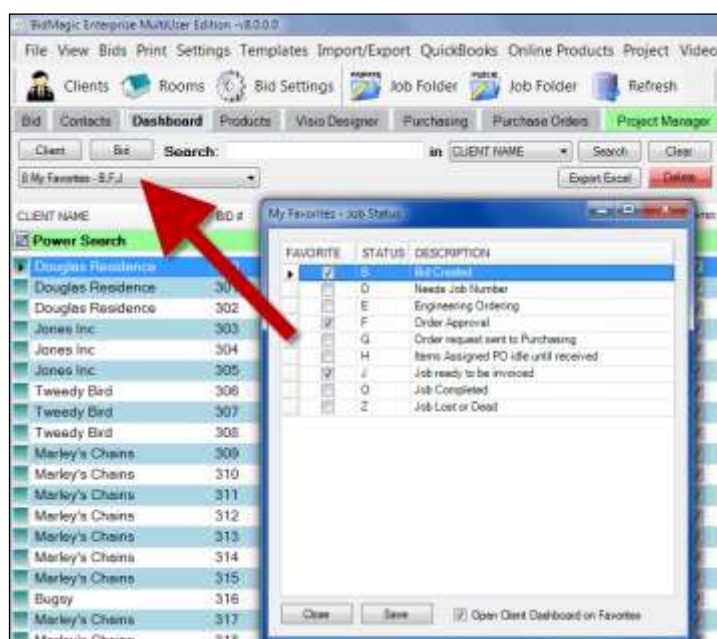 BidMagic Enterprise MultiUser Edition -v8.0.0.0
File View Bids Print Settings Templates Import/Export QuickBooks Online Products Project Video
Clients Rooms Bid Settings Job Folder Job Folder Refresh
Bid Contacts Dashboard Products Visio Designer Purchasing Purchase Orders Project Manager
Client Bid Search: in CLIENT NAME Search Clear
My Favorites - B,F,J Export Excel Delete
CLIENT NAME BID #
My Favorites - Job Status
Power Search
FAVORITE STATUS DESCRIPTION
Douglas Residence
B Bid Created
Douglas Residence
D Needs Job Number
Douglas Residence 302
E Engineering Ordering
Jones Inc 303
F Order Approval
G Order request sent to Purchasing
Jones Inc 304
H Items Assigned PO idle until received
Jones Inc 305
J Job ready to be invoiced
Tweedy Bird 306
O Job Completed
Tweedy Bird 307
Z Job Lost or Dead
Tweedy Bird 308
Marley's Chains 309
Marley's Chains 310
Marley's Chains 311
Marley's Chains 312
Marley's Chains 313
Marley's Chains 314
Marley's Chains 315
Bugsy 316
Marley's Chains 317
Close Save Open Client Dashboard on Favorites
Marley's Chains 318